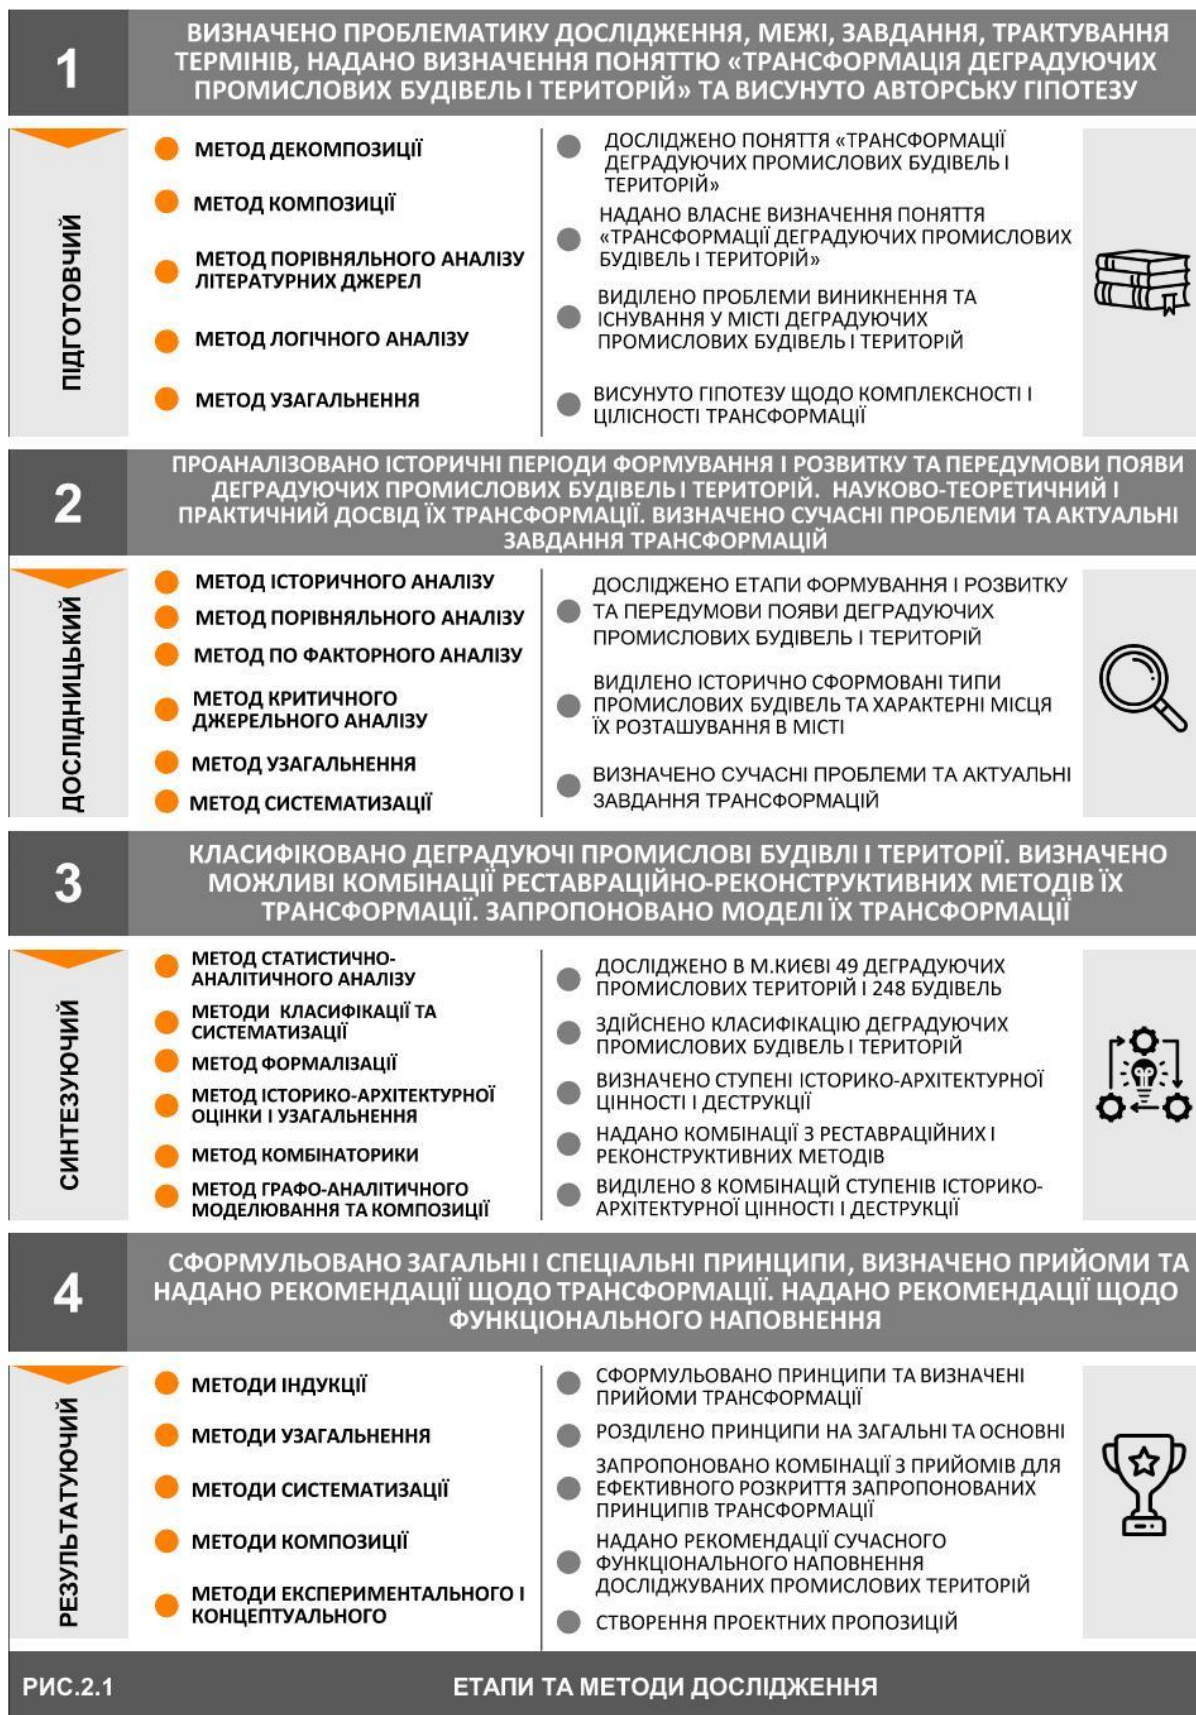 1
ВИЗНАЧЕНО ПРОБЛЕМАТИКУ ДОСЛІДЖЕННЯ, МЕЖІ, ЗАВДАННЯ, ТРАКТУВАННЯ
ТЕРМІНІВ, НАДАНО ВИЗНАЧЕННЯ ПОНЯТТЮ «ТРАНСФОРМАЦІЯ ДЕГРАДУЮЧИХ
ПРОМИСЛОВИХ БУДІВЕЛЬ І ТЕРИТОРІЙ» ТА ВИСУНУТО АВТОРСЬКУ ГІПОТЕЗУ
ПІДГОТОВЧИЙ
МЕТОД ДЕКОМПОЗИЦІЇ
МЕТОД КОМПОЗИЦІЇ
МЕТОД ПОРІВНЯЛЬНОГО АНАЛІЗУ
ЛІТЕРАТУРНИХ ДЖЕРЕЛ
МЕТОД ЛОГІЧНОГО АНАЛІЗУ
МЕТОД УЗАГАЛЬНЕННЯ
ДОСЛІДЖЕНО ПОНЯТТЯ «ТРАНСФОРМАЦІЇ
ДЕГРАДУЮЧИХ ПРОМИСЛОВИХ БУДІВЕЛЬ І
ТЕРИТОРІЙ»
НАДАНО ВЛАСНЕ ВИЗНАЧЕННЯ ПОНЯТТЯ
«ТРАНСФОРМАЦІЇ ДЕГРАДУЮЧИХ ПРОМИСЛОВИХ
БУДІВЕЛЬ І ТЕРИТОРІЙ»
ВИДІЛЕНО ПРОБЛЕМИ ВИНИКНЕННЯ ТА
ІСНУВАННЯ У МІСТІ ДЕГРАДУЮЧИХ
ПРОМИСЛОВИХ БУДІВЕЛЬ І ТЕРИТОРІЙ
ВИСУНУТО ГІПОТЕЗУ ЩОДО КОМПЛЕКСНОСТІ І
ЦІЛІСНОСТІ ТРАНСФОРМАЦІЇ
2
ПРОАНАЛІЗОВАНО ІСТОРИЧНІ ПЕРІОДИ ФОРМУВАННЯ І РОЗВИТКУ ТА ПЕРЕДУМОВИ ПОЯВИ
ДЕГРАДУЮЧИХ ПРОМИСЛОВИХ БУДІВЕЛЬ І ТЕРИТОРІЙ. НАУКОВО-ТЕОРЕТИЧНИЙ І
ПРАКТИЧНИЙ ДОСВІД ЇХ ТРАНСФОРМАЦІЇ. ВИЗНАЧЕНО СУЧАСНІ ПРОБЛЕМИ ТА АКТУАЛЬНІ
ЗАВДАННЯ ТРАНСФОРМАЦІЙ
ДОСЛІДНИЦЬКИЙ
МЕТОД ІСТОРИЧНОГО АНАЛІЗУ
МЕТОД ПОРІВНЯЛЬНОГО АНАЛІЗУ
МЕТОД ПО ФАКТОРНОГО АНАЛІЗУ
МЕТОД КРИТИЧНОГО
ДЖЕРЕЛЬНОГО АНАЛІЗУ
МЕТОД УЗАГАЛЬНЕННЯ
МЕТОД СИСТЕМАТИЗАЦІЇ
ДОСЛІДЖЕНО ЕТАПИ ФОРМУВАННЯ І РОЗВИТКУ
ТА ПЕРЕДУМОВИ ПОЯВИ ДЕГРАДУЮЧИХ
ПРОМИСЛОВИХ БУДІВЕЛЬ І ТЕРИТОРІЙ
ВИДІЛЕНО ІСТОРИЧНО СФОРМОВАНІ ТИПИ
ПРОМИСЛОВИХ БУДІВЕЛЬ ТА ХАРАКТЕРНІ МІСЦЯ
ЇХ РОЗТАШУВАННЯ В МІСТІ
ВИЗНАЧЕНО СУЧАСНІ ПРОБЛЕМИ ТА АКТУАЛЬНІ
ЗАВДАННЯ ТРАНСФОРМАЦІЙ
3
КЛАСИФІКОВАНО ДЕГРАДУЮЧІ ПРОМИСЛОВІ БУДІВЛІ І ТЕРИТОРІЇ. ВИЗНАЧЕНО
МОЖЛИВІ КОМБІНАЦІЇ РЕСТАВРАЦІЙНО-РЕКОНСТРУКТИВНИХ МЕТОДІВ ЇХ
ТРАНСФОРМАЦІЇ. ЗАПРОПОНОВАНО МОДЕЛІ ЇХ ТРАНСФОРМАЦІЇ
СИНТЕЗУЮЧИЙ
МЕТОД СТАТИСТИЧНО-
АНАЛІТИЧНОГО АНАЛІЗУ
МЕТОДИ КЛАСИФІКАЦІЇ ТА
СИСТЕМАТИЗАЦІЇ
МЕТОД ФОРМАЛІЗАЦІЇ
МЕТОД ІСТОРИКО-АРХІТЕКТУРНОЇ
ОЦІНКИ І УЗАГАЛЬНЕННЯ
МЕТОД КОМБІНАТОРИКИ
МЕТОД ГРАФО-АНАЛІТИЧНОГО
МОДЕЛЮВАННЯ ТА КОМПОЗИЦІЇ
ДОСЛІДЖЕНО В М.КИЄВІ 49 ДЕГРАДУЮЧИХ
ПРОМИСЛОВИХ ТЕРИТОРІЙ І 248 БУДІВЕЛЬ
ЗДІЙСНЕНО КЛАСИФІКАЦІЮ ДЕГРАДУЮЧИХ
ПРОМИСЛОВИХ БУДІВЕЛЬ І ТЕРИТОРІЙ
ВИЗНАЧЕНО СТУПЕНІ ІСТОРИКО-АРХІТЕКТУРНОЇ
ЦІННОСТІ І ДЕСТРУКЦІЇ
НАДАНО КОМБІНАЦІЇ З РЕСТАВРАЦІЙНИХ І
РЕКОНСТРУКТИВНИХ МЕТОДІВ
ВИДІЛЕНО 8 КОМБІНАЦІЙ СТУПЕНІВ ІСТОРИКО-
АРХІТЕКТУРНОЇ ЦІННОСТІ І ДЕСТРУКЦІЇ
4
СФОРМУЛЬОВАНО ЗАГАЛЬНІ І СПЕЦІАЛЬНІ ПРИНЦИПИ, ВИЗНАЧЕНО ПРИЙОМИ ТА
НАДАНО РЕКОМЕНДАЦІЇ ЩОДО ТРАНСФОРМАЦІЇ. НАДАНО РЕКОМЕНДАЦІЇ ЩОДО
ФУНКЦІОНАЛЬНОГО НАПОВНЕННЯ
РЕЗУЛЬТАТУЮЧИЙ
МЕТОДИ ІНДУКЦІЇ
МЕТОДИ УЗАГАЛЬНЕННЯ
МЕТОДИ СИСТЕМАТИЗАЦІЇ
МЕТОДИ КОМПОЗИЦІЇ
МЕТОДИ ЕКСПЕРИМЕНТАЛЬНОГО І
КОНЦЕПТУАЛЬНОГО
СФОРМУЛЬОВАНО ПРИНЦИПИ ТА ВИЗНАЧЕНІ
ПРИЙОМИ ТРАНСФОРМАЦІЇ
РОЗДІЛЕНО ПРИНЦИПИ НА ЗАГАЛЬНІ ТА ОСНОВНІ
ЗАПРОПОНОВАНО КОМБІНАЦІЇ З ПРИЙОМІВ ДЛЯ
ЕФЕКТИВНОГО РОЗКРИТТЯ ЗАПРОПОНОВАНИХ
ПРИНЦИПІВ ТРАНСФОРМАЦІЇ
НАДАНО РЕКОМЕНДАЦІЇ СУЧАСНОГО
ФУНКЦІОНАЛЬНОГО НАПОВНЕННЯ
ДОСЛІДЖУВАНИХ ПРОМИСЛОВИХ ТЕРИТОРІЙ
СТВОРЕННЯ ПРОЕКТНИХ ПРОПОЗИЦІЙ
РИС.2.1
ЕТАПИ ТА МЕТОДИ ДОСЛІДЖЕННЯ